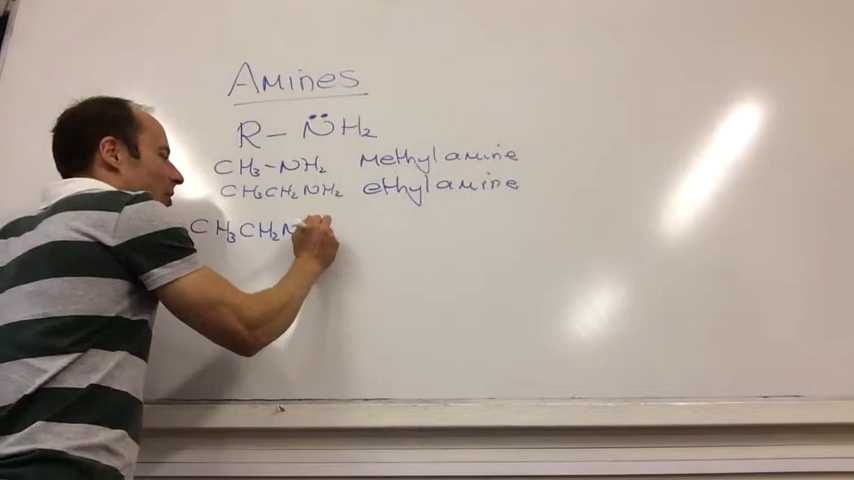 Amines
R-N̈H₂
CH₃-NH₂ Methylamine
CH₃CH₂NH₂ ethylamine
CH₃CH₂N